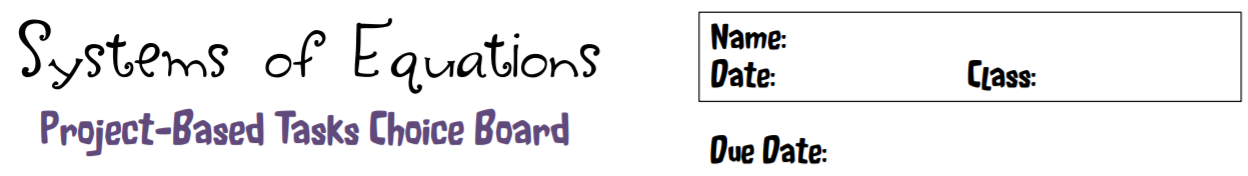 Systems of Equations
Project-Based Tasks Choice Board
Name:
Date: Class:
Due Date: